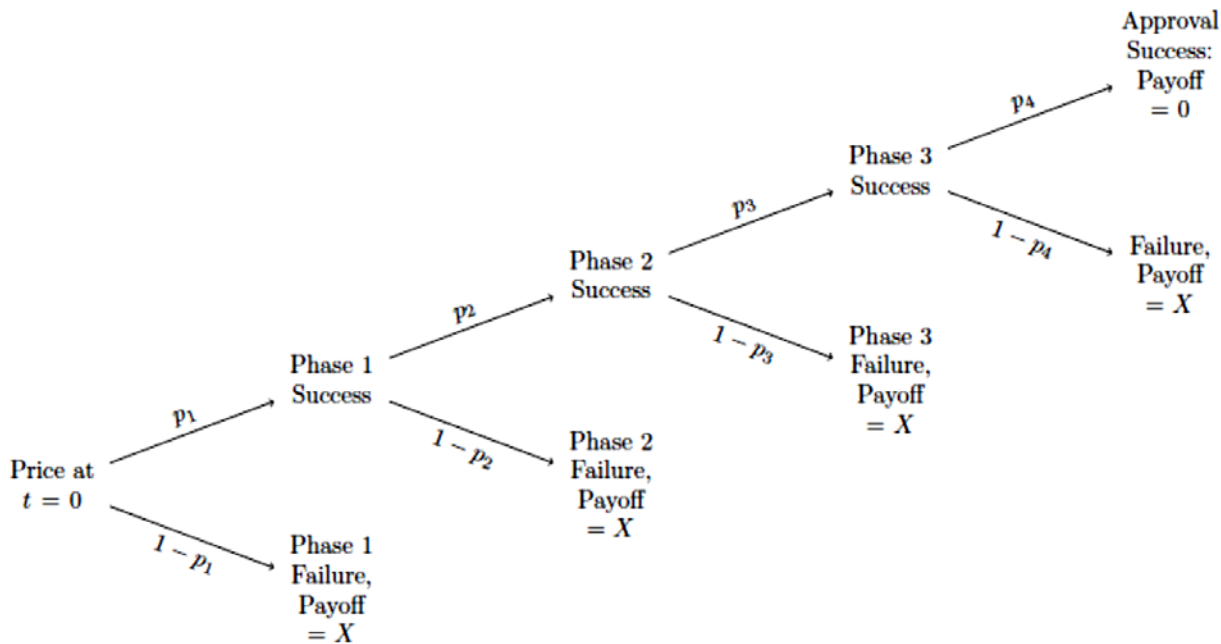 Approval
Success:
Payoff
= 0
p4
Phase 3
Success
1 − p4
Failure,
Payoff
= X
p3
Phase 2
Success
1 − p3
Phase 3
Failure,
Payoff
= X
p2
Phase 1
Success
1 − p2
Phase 2
Failure,
Payoff
= X
p1
Price at
t = 0
1 − p1
Phase 1
Failure,
Payoff
= X